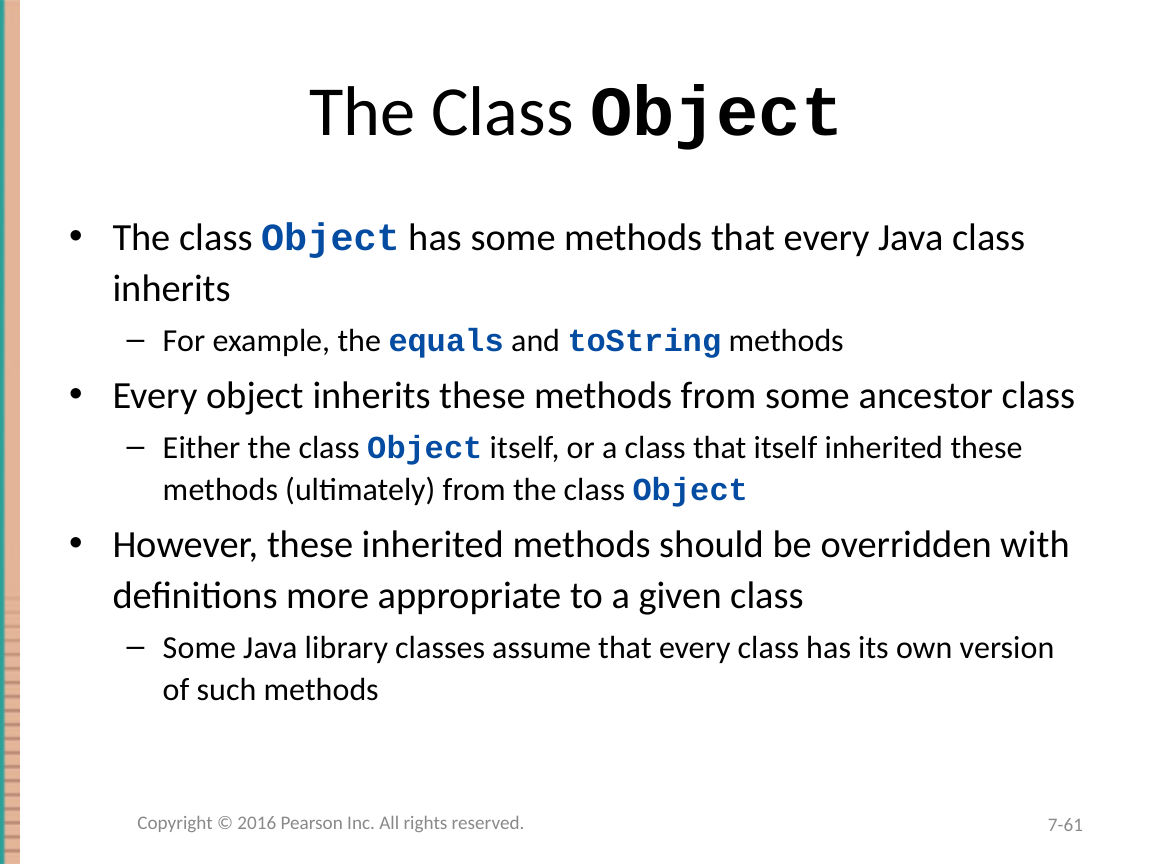 The Class Object
• The class Object has some methods that every Java class
inherits
– For example, the equals and toString methods
• Every object inherits these methods from some ancestor class
– Either the class Object itself, or a class that itself inherited these
methods (ultimately) from the class Object
• However, these inherited methods should be overridden with
definitions more appropriate to a given class
– Some Java library classes assume that every class has its own version
of such methods
Copyright © 2016 Pearson Inc. All rights reserved.
7-61